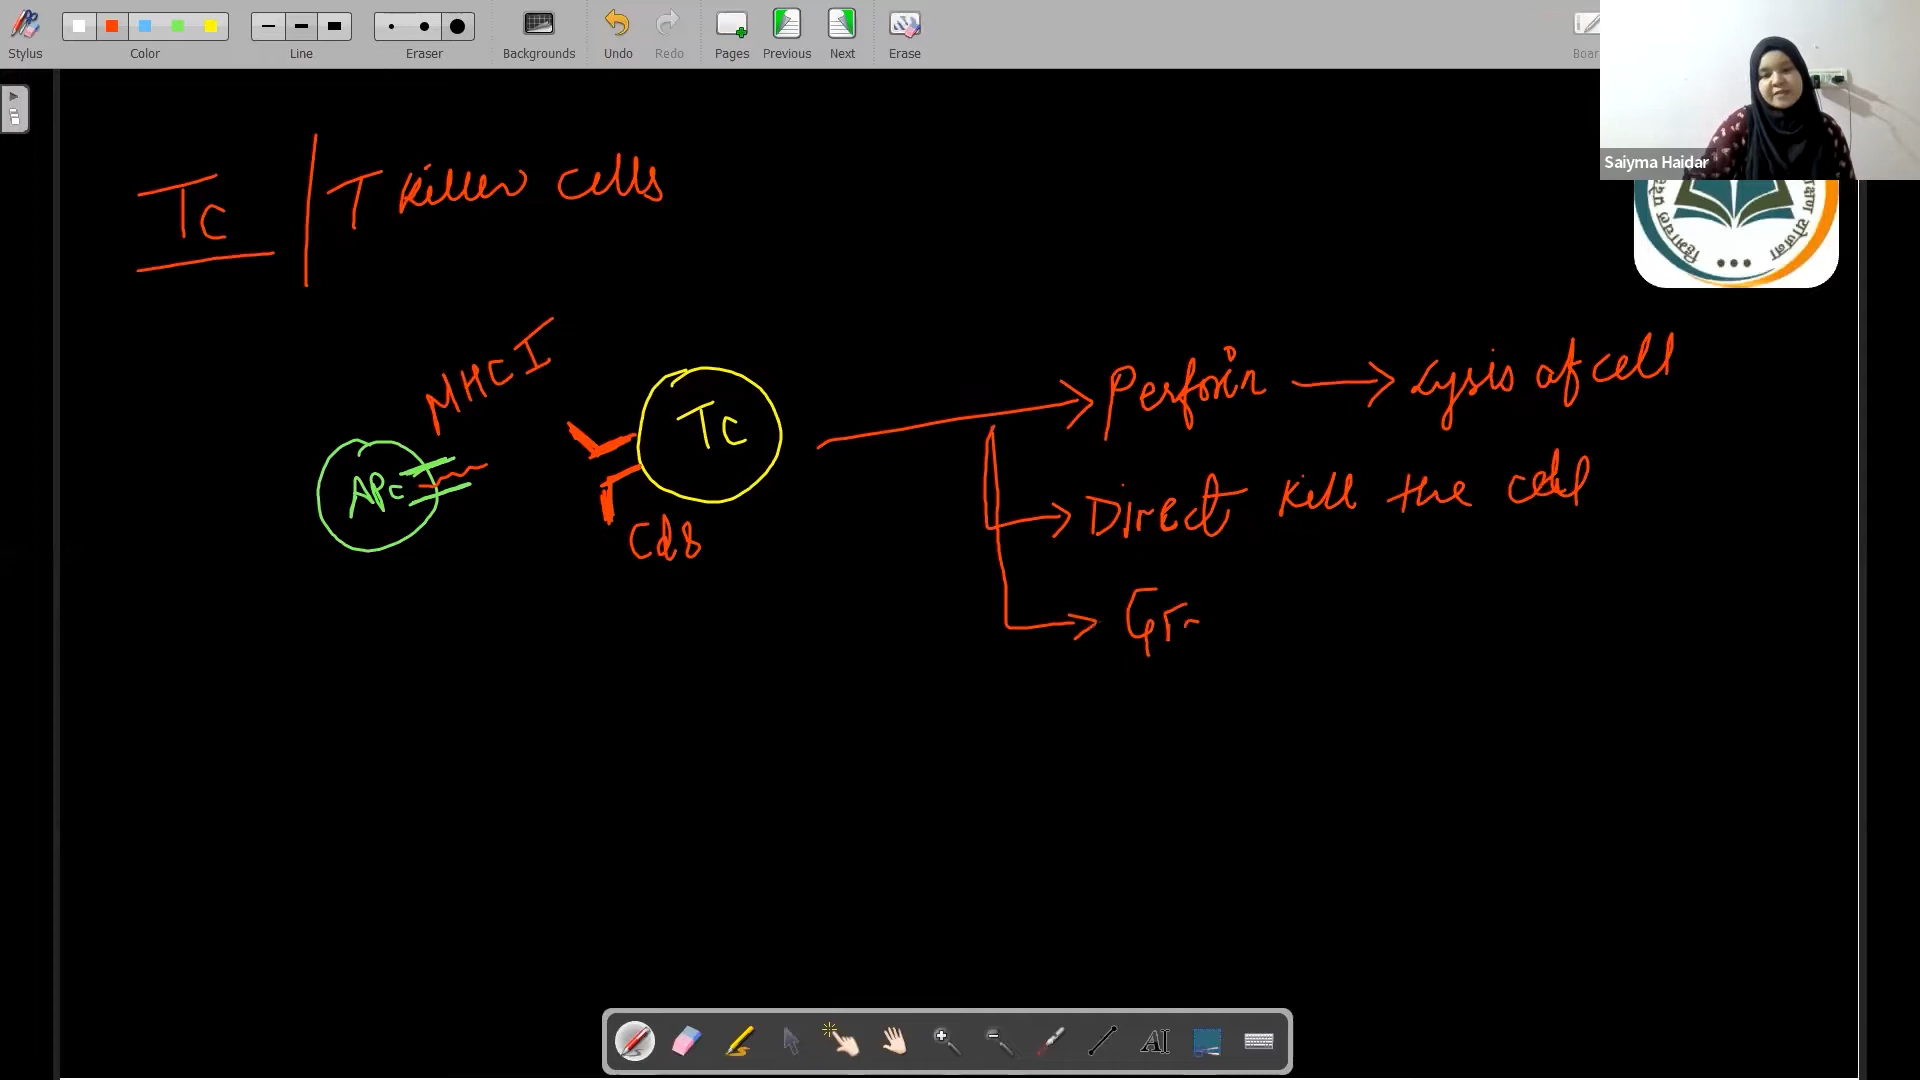 Stylus
Color
Line
Eraser
Backgrounds
Undo
Redo
Pages
Previous
Next
Erase
Boar
Saiyma Haidar
Tc | T killer cells
MHC I
APC
Tc
Cd8
Perforin → Lysis of cell
Direct kill the cell
Gr